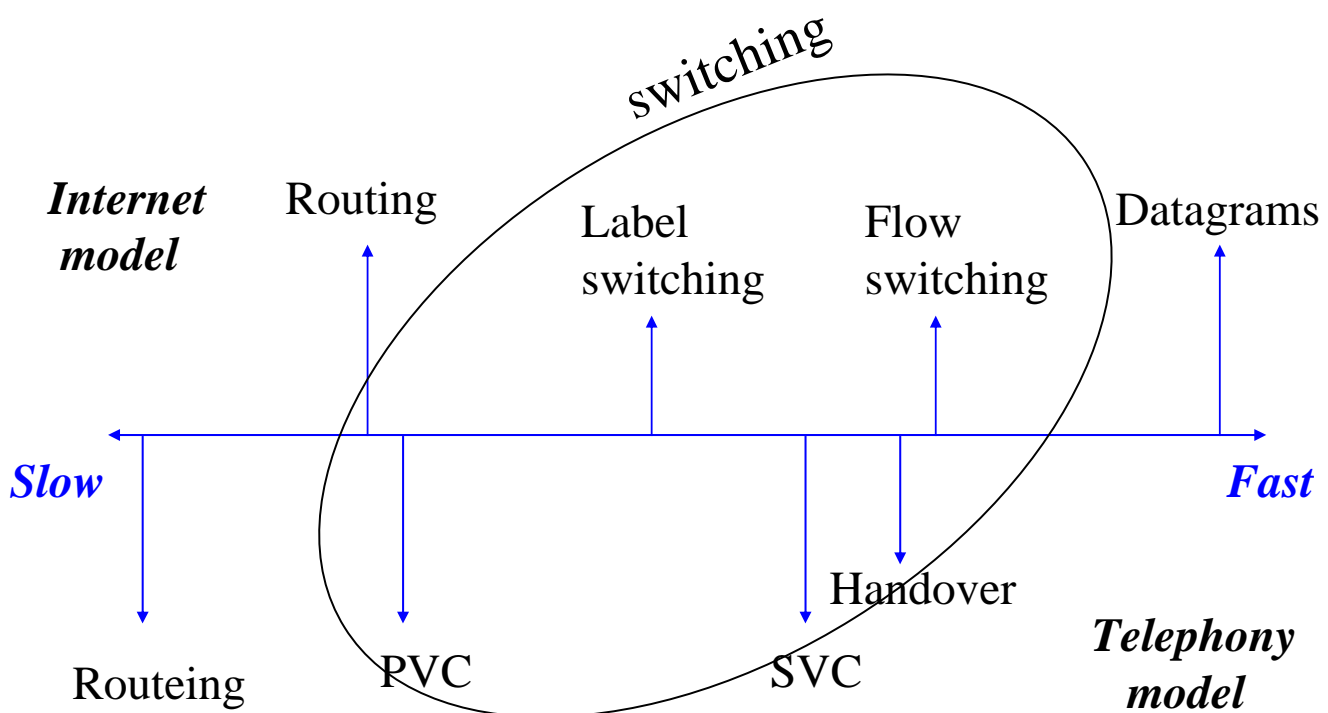 switching
Internet
model
Routing
Label
switching
Flow
switching
Datagrams
Slow
Fast
Handover
Routeing
PVC
SVC
Telephony
model